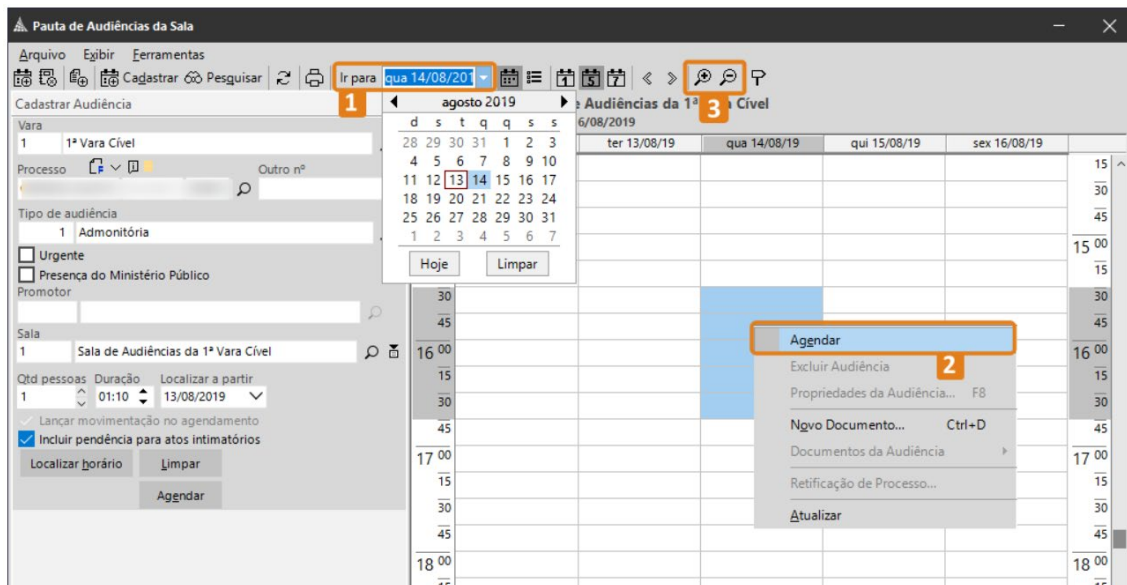 Pauta de Audiências da Sala
Arquivo Exibir Ferramentas
Cadastrar Pesquisar Ir para qua 14/08/201
1
3
Cadastrar Audiência
Audiências da 1ª Cível
6/08/2019
Vara
1 1ª Vara Cível
Processo Outro nº
Tipo de audiência
1 Admonitória
Urgente
Presença do Ministério Público
Promotor
Sala
1 Sala de Audiências da 1ª Vara Cível
Qtd pessoas Duração Localizar a partir
1 01:10 13/08/2019
Lançar movimentação no agendamento
Incluir pendência para atos intimatórios
Localizar horário Limpar
Agendar
agosto 2019
d s t q q s s
28 29 30 31 1 2 3
4 5 6 7 8 9 10
11 12 13 14 15 16 17
18 19 20 21 22 23 24
25 26 27 28 29 30 31
1 2 3 4 5 6 7
Hoje Limpar
ter 13/08/19 qua 14/08/19 qui 15/08/19 sex 16/08/19
30
45
16 00
15
30
45
17 00
15
30
45
18 00
Agendar
2
Excluir Audiência
Propriedades da Audiência... F8
Novo Documento... Ctrl+D
Documentos da Audiência
Retificação de Processo...
Atualizar
15
30
45
15 00
15
30
45
16 00
15
30
45
17 00
15
30
45
18 00